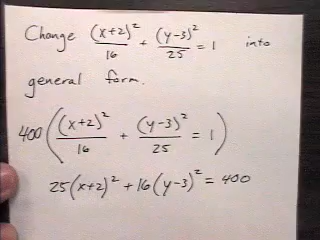 Change (x+2)²/16 + (y-3)²/25 = 1 into
general form.
400((x+2)²/16 + (y-3)²/25 = 1)
25(x+2)² + 16(y-3)² = 400